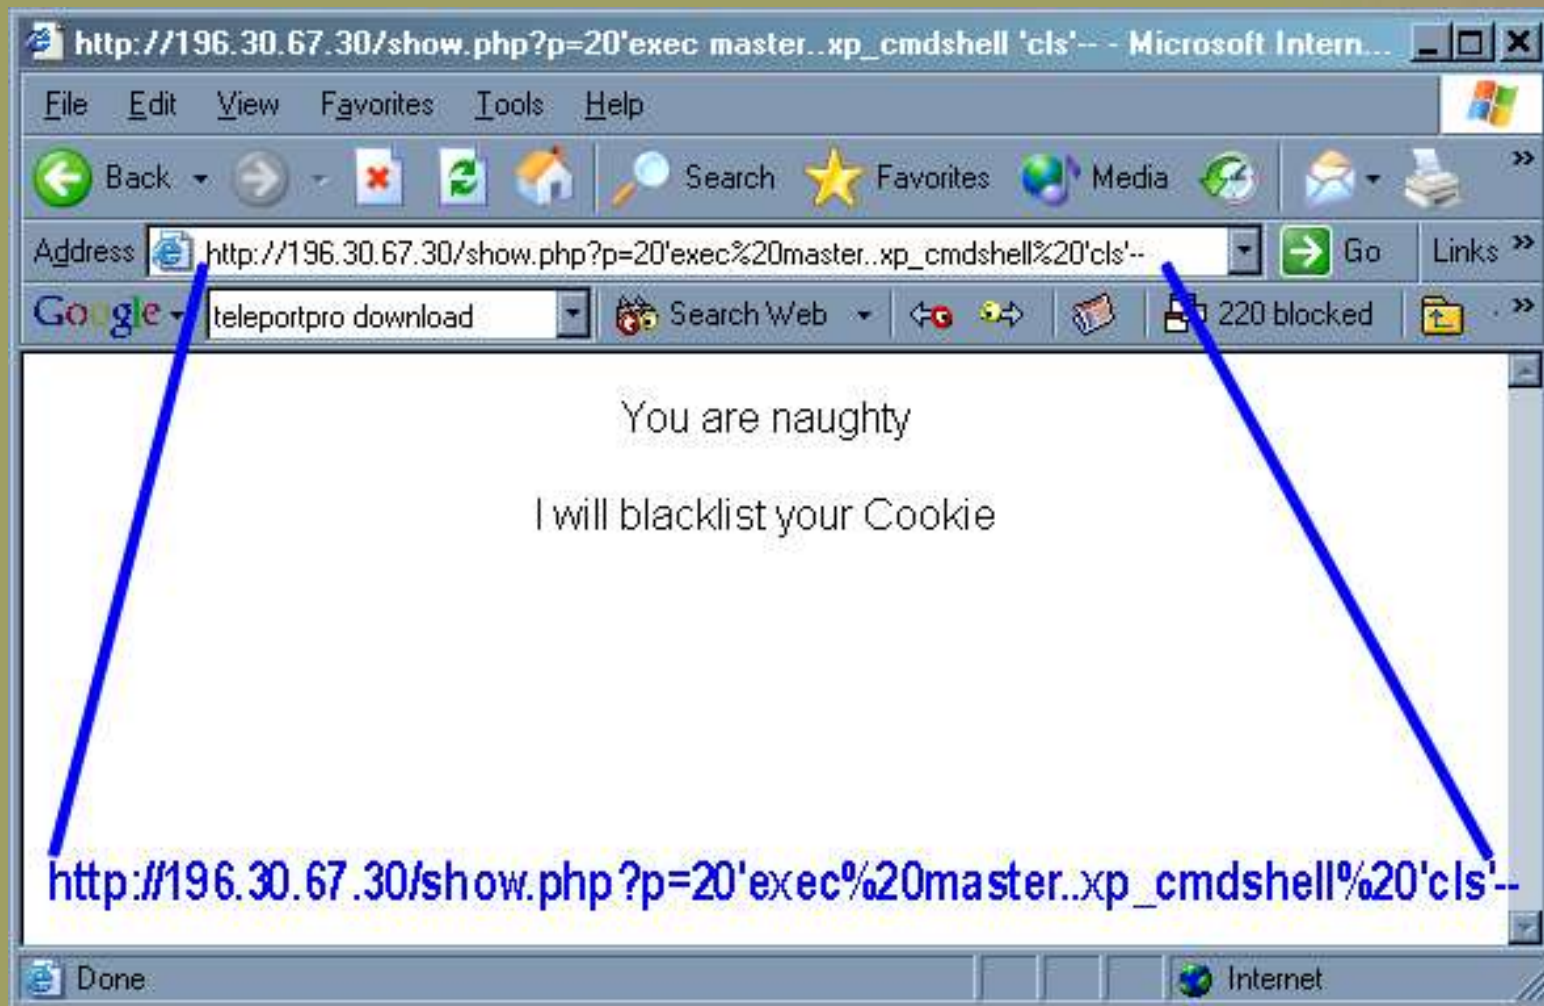 http://196.30.67.30/show.php?p=20'exec master..xp_cmdshell 'cls'-- - Microsoft Intern...
File Edit View Favorites Tools Help
Back Search Favorites Media »
Address http://196.30.67.30/show.php?p=20'exec%20master..xp_cmdshell%20'cls'-- Go Links »
Google teleportpro download Search Web 220 blocked »
You are naughty
I will blacklist your Cookie
http://196.30.67.30/show.php?p=20'exec%20master..xp_cmdshell%20'cls'--
Done Internet